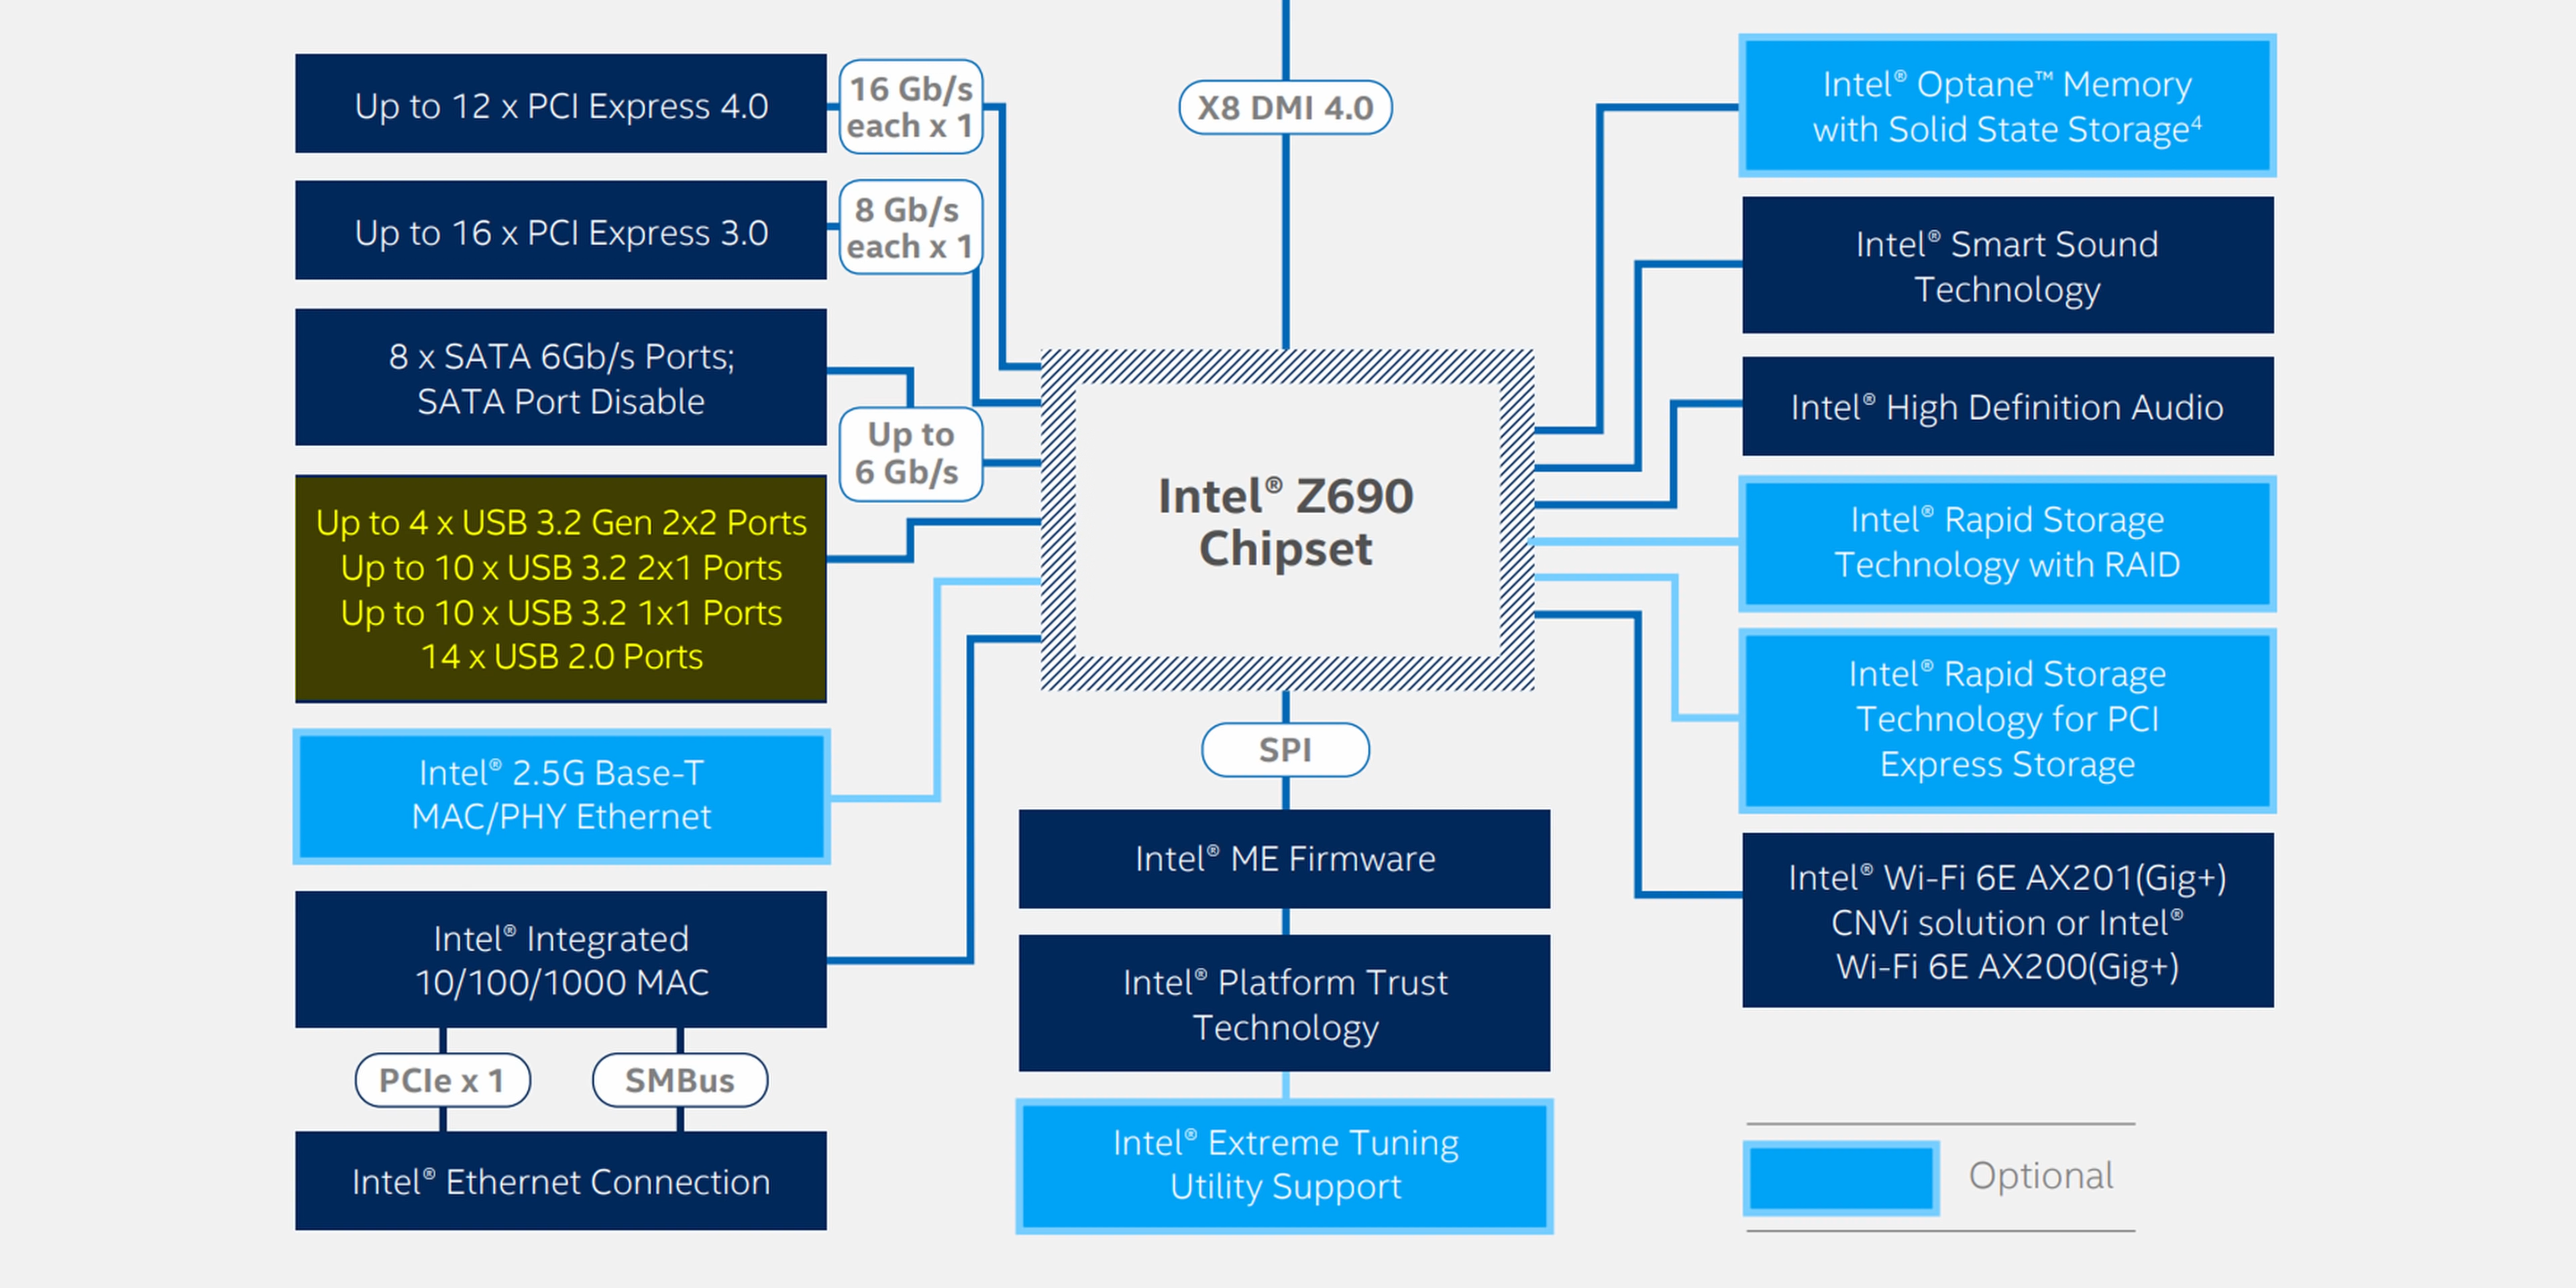 Up to 12 x PCI Express 4.0
16 Gb/s
each x 1
Up to 16 x PCI Express 3.0
8 Gb/s
each x 1
8 x SATA 6Gb/s Ports;
SATA Port Disable
Up to
6 Gb/s
Up to 4 x USB 3.2 Gen 2x2 Ports
Up to 10 x USB 3.2 2x1 Ports
Up to 10 x USB 3.2 1x1 Ports
14 x USB 2.0 Ports
Intel® 2.5G Base-T
MAC/PHY Ethernet
Intel® Integrated
10/100/1000 MAC
PCIe x 1
SMBus
Intel® Ethernet Connection
X8 DMI 4.0
Intel® Z690
Chipset
SPI
Intel® ME Firmware
Intel® Platform Trust
Technology
Intel® Extreme Tuning
Utility Support
Intel® Optane™ Memory
with Solid State Storage⁴
Intel® Smart Sound
Technology
Intel® High Definition Audio
Intel® Rapid Storage
Technology with RAID
Intel® Rapid Storage
Technology for PCI
Express Storage
Intel® Wi-Fi 6E AX201(Gig+)
CNVi solution or Intel®
Wi-Fi 6E AX200(Gig+)
Optional